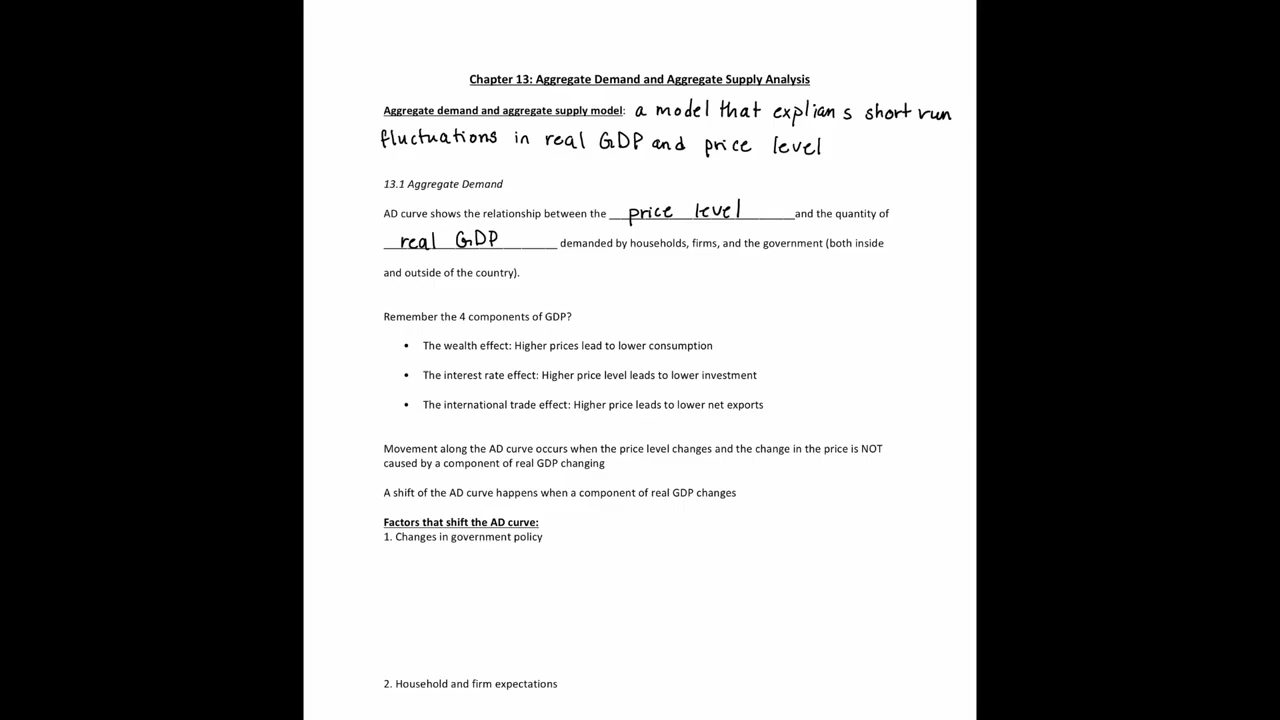 Chapter 13: Aggregate Demand and Aggregate Supply Analysis
Aggregate demand and aggregate supply model: a model that explians short run
fluctuations in real GDP and price level
13.1 Aggregate Demand
AD curve shows the relationship between the price level and the quantity of
real GDP demanded by households, firms, and the government (both inside
and outside of the country).
Remember the 4 components of GDP?
• The wealth effect: Higher prices lead to lower consumption
• The interest rate effect: Higher price level leads to lower investment
• The international trade effect: Higher price leads to lower net exports
Movement along the AD curve occurs when the price level changes and the change in the price is NOT
caused by a component of real GDP changing
A shift of the AD curve happens when a component of real GDP changes
Factors that shift the AD curve:
1. Changes in government policy
2. Household and firm expectations